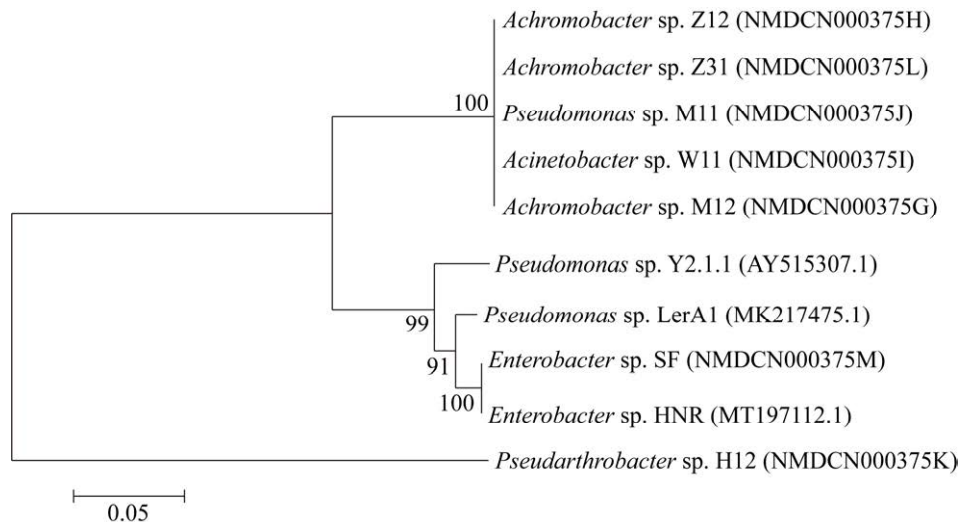 Achromobacter sp. Z12 (NMDCN000375H)
Achromobacter sp. Z31 (NMDCN000375L)
100
Pseudomonas sp. M11 (NMDCN000375J)
Acinetobacter sp. W11 (NMDCN000375I)
Achromobacter sp. M12 (NMDCN000375G)
Pseudomonas sp. Y2.1.1 (AY515307.1)
99
Pseudomonas sp. LerA1 (MK217475.1)
91
Enterobacter sp. SF (NMDCN000375M)
100
Enterobacter sp. HNR (MT197112.1)
Pseudarthrobacter sp. H12 (NMDCN000375K)
0.05